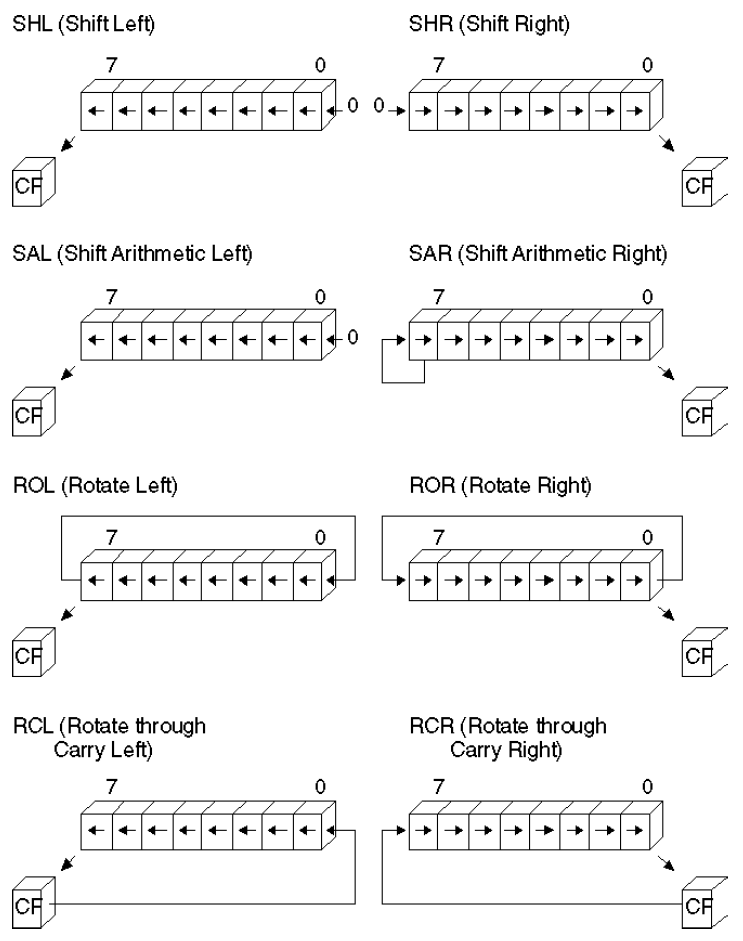 SHL (Shift Left)
SHR (Shift Right)
7 0
7 0
0 0
CF
CF
SAL (Shift Arithmetic Left)
SAR (Shift Arithmetic Right)
7 0
7 0
0
CF
CF
ROL (Rotate Left)
ROR (Rotate Right)
7 0
7 0
CF
CF
RCL (Rotate through
Carry Left)
RCR (Rotate through
Carry Right)
7 0
7 0
CF
CF